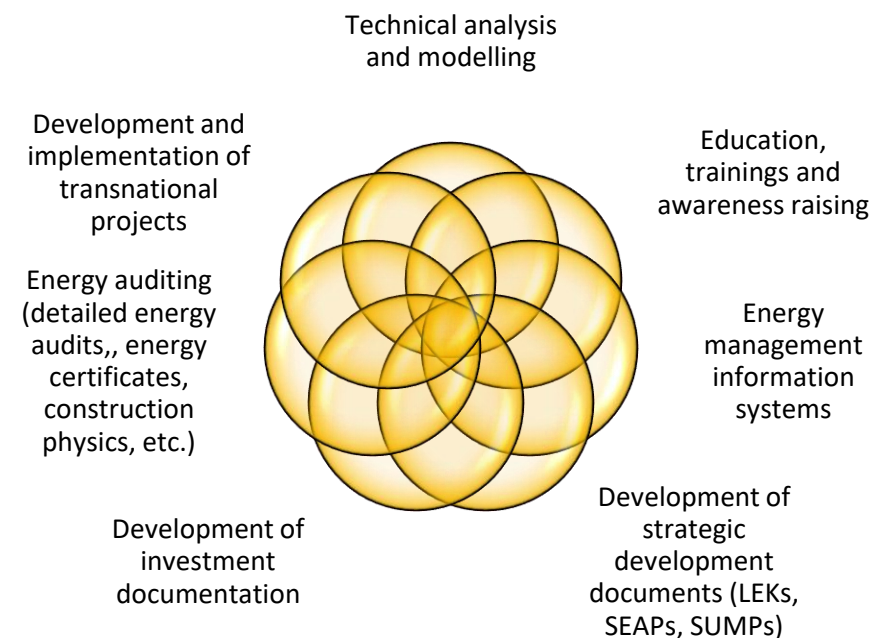 Technical analysis
and modelling
Education,
trainings and
awareness raising
Energy
management
information
systems
Development of
strategic
development
documents (LEKs,
SEAPs, SUMPs)
Development of
investment
documentation
Energy auditing
(detailed energy
audits,, energy
certificates,
construction
physics, etc.)
Development and
implementation of
transnational
projects